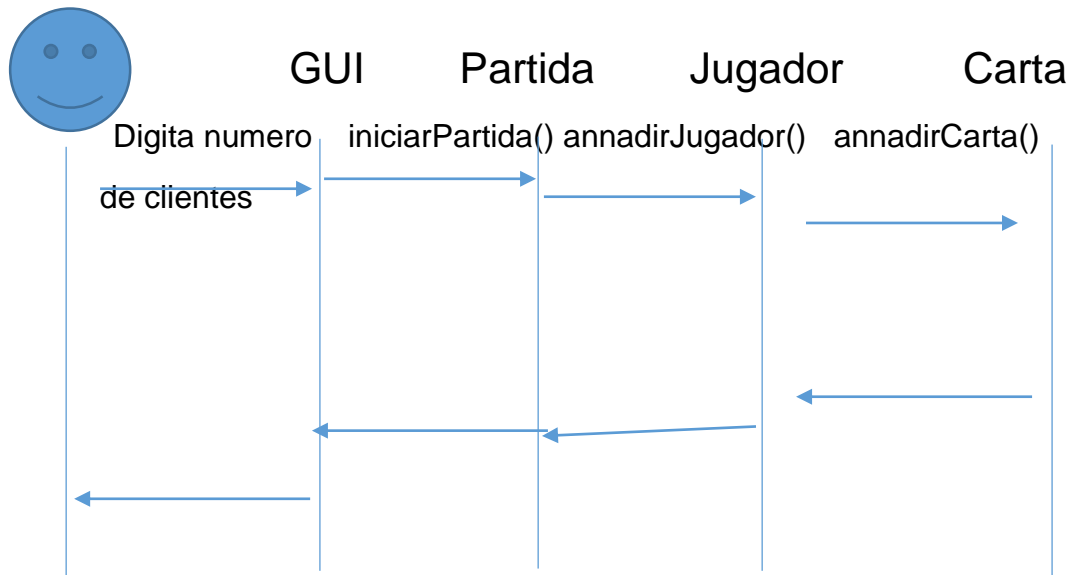 GUI Partida Jugador Carta
Digita numero iniciarPartida() annadirJugador() annadirCarta()
de clientes